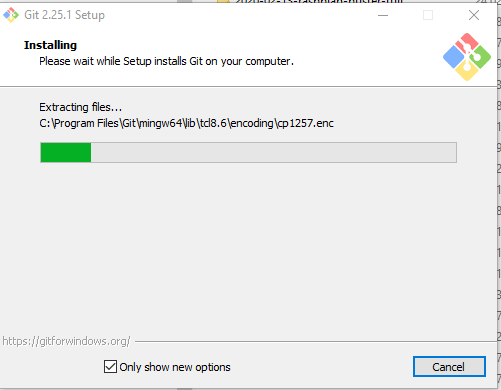 Git 2.25.1 Setup
Installing
Please wait while Setup installs Git on your computer.
Extracting files...
C:\Program Files\Git\mingw64\lib\tcl8.6\encoding\cp1257.enc
https://gitforwindows.org/
Only show new options
Cancel